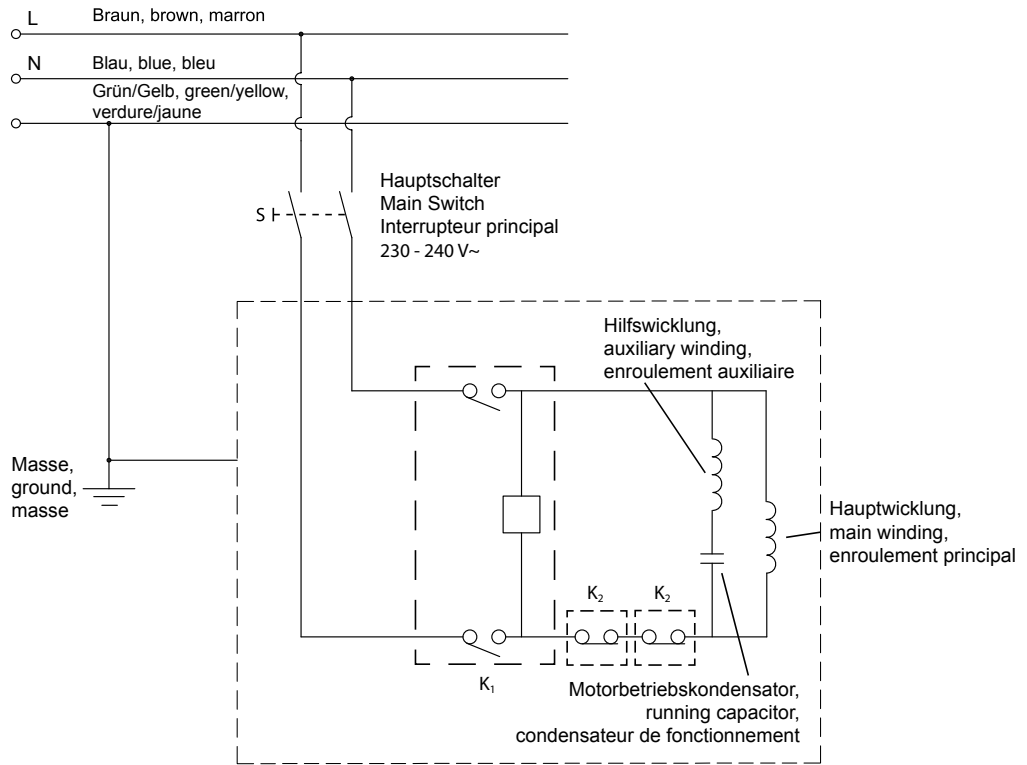 L
Braun, brown, marron
N
Blau, blue, bleu
Grün/Gelb, green/yellow,
verdure/jaune
Hauptschalter
Main Switch
Interrupteur principal
230 - 240 V~
S
Hilfswicklung,
auxiliary winding,
enroulement auxiliaire
Masse,
ground,
masse
Hauptwicklung,
main winding,
enroulement principal
K₂
K₂
K₁
Motorbetriebskondensator,
running capacitor,
condensateur de fonctionnement